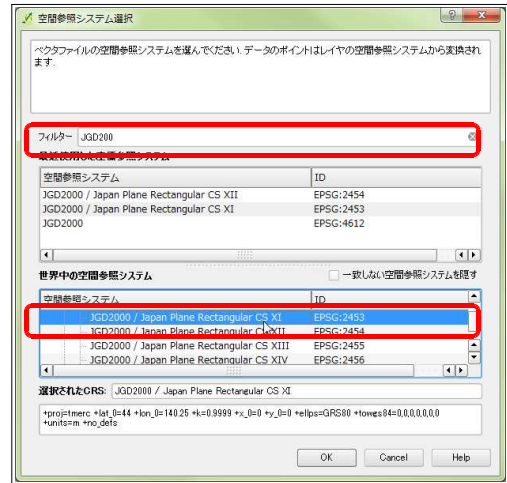 空間参照システム選択
ベクタファイルの空間参照システムを選んでください. データのポイントはレイヤの空間参照システムから変換され
ます.
フィルター JGD200
最近使用した空間参照システム
空間参照システム ID
JGD2000 / Japan Plane Rectangular CS XII EPSG:2454
JGD2000 / Japan Plane Rectangular CS XI EPSG:2453
JGD2000 EPSG:4612
世界中の空間参照システム 一致しない空間参照システムを隠す
空間参照システム ID
JGD2000 / Japan Plane Rectangular CS XI EPSG:2453
JGD2000 / Japan Plane Rectangular CS XII EPSG:2454
JGD2000 / Japan Plane Rectangular CS XIII EPSG:2455
JGD2000 / Japan Plane Rectangular CS XIV EPSG:2456
選択されたCRS: JGD2000 / Japan Plane Rectangular CS XI
+proj=tmerc +lat_0=44 +lon_0=140.25 +k=0.9999 +x_0=0 +y_0=0 +ellps=GRS80 +towgs84=0,0,0,0,0,0,0
+units=m +no_defs
OK Cancel Help